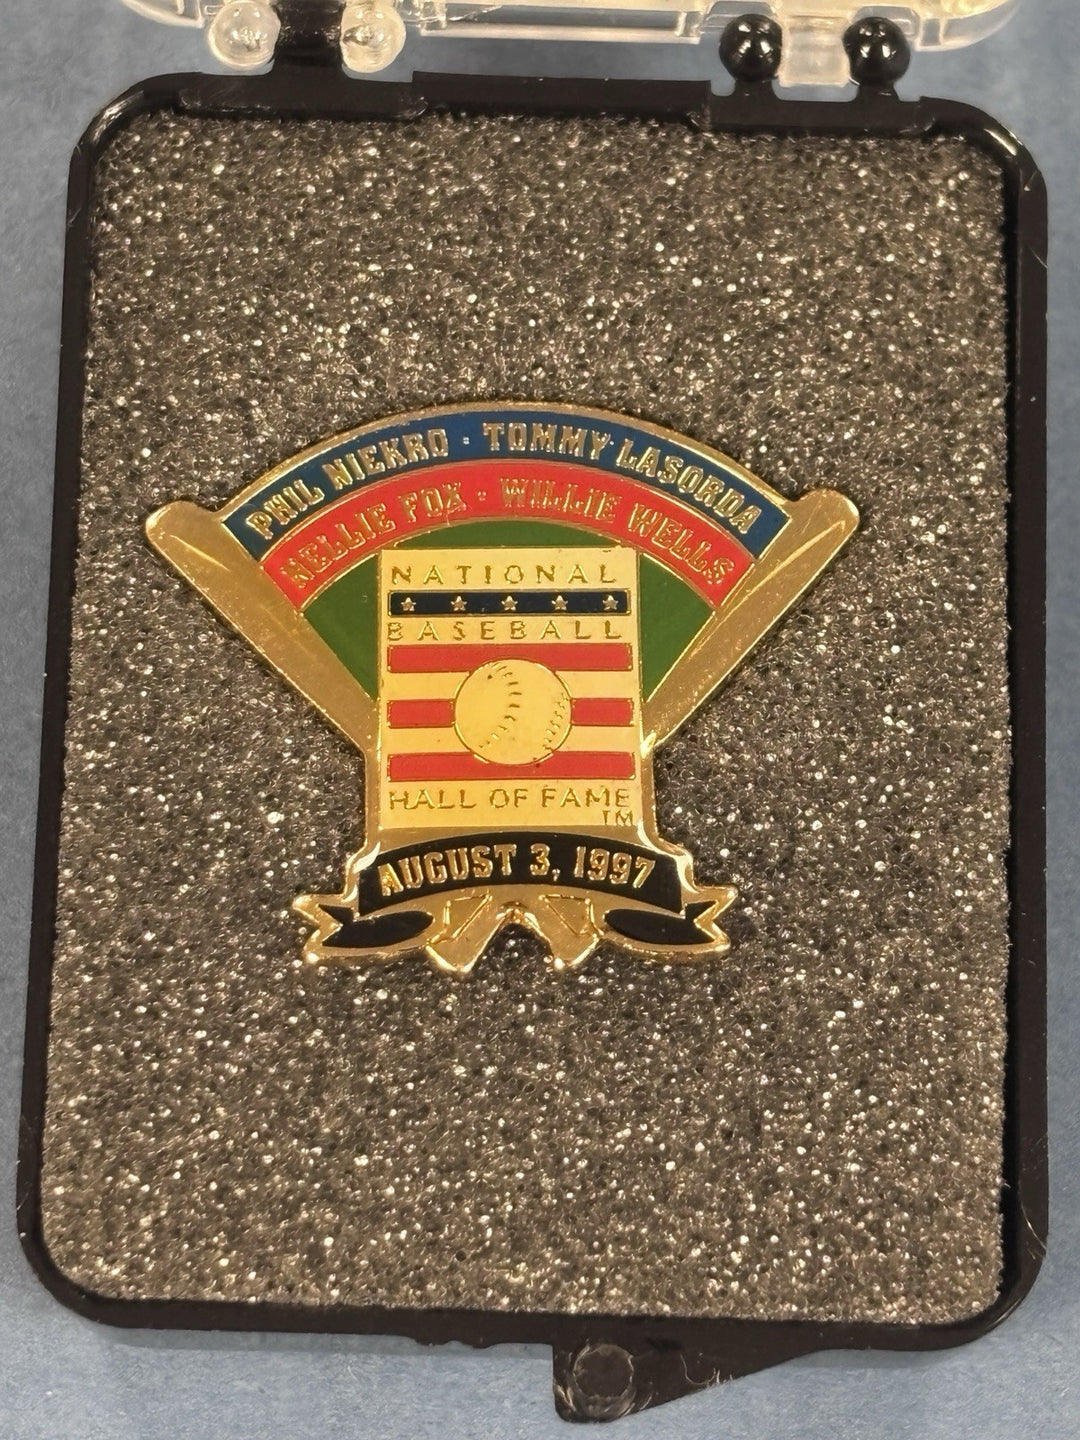 PHIL NIEKRO · TOMMY LASORDA
NELLIE FOX · WILLIE WELLS
NATIONAL
BASEBALL
HALL OF FAME
TM
AUGUST 3, 1997